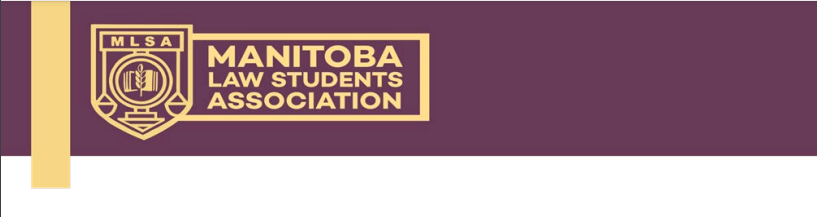 MLSA
MANITOBA
LAW STUDENTS
ASSOCIATION